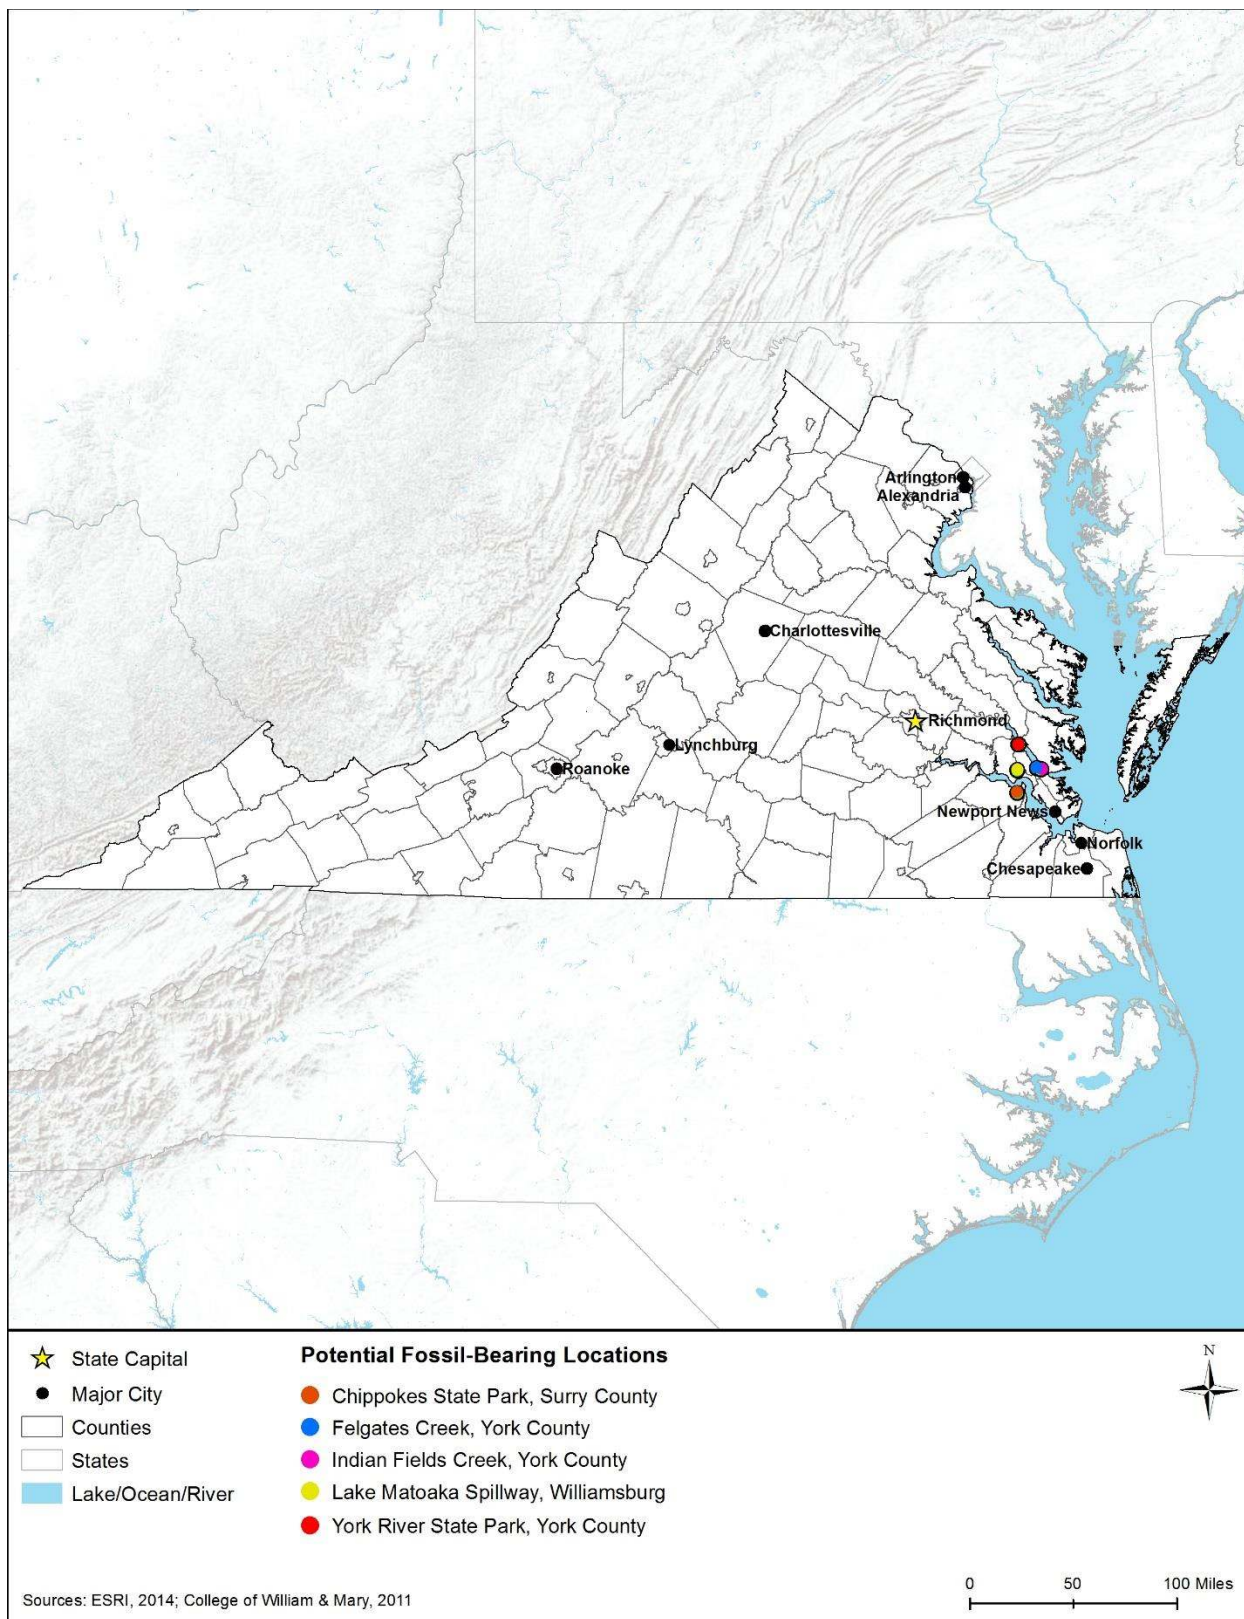 Arlington
Alexandria
Charlottesville
Richmond
Lynchburg
Roanoke
Newport News
Norfolk
Chesapeake
State Capital
Major City
Counties
States
Lake/Ocean/River
Potential Fossil-Bearing Locations
Chippokes State Park, Surry County
Felgates Creek, York County
Indian Fields Creek, York County
Lake Matoaka Spillway, Williamsburg
York River State Park, York County
N
Sources: ESRI, 2014; College of William & Mary, 2011
0 50 100 Miles